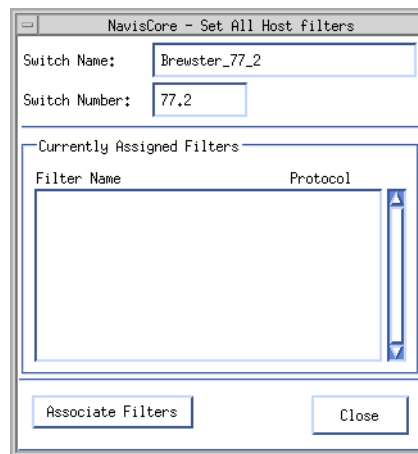 NavisCore - Set All Host filters
Switch Name: Brewster_77_2
Switch Number: 77.2
Currently Assigned Filters
Filter Name Protocol
Associate Filters Close